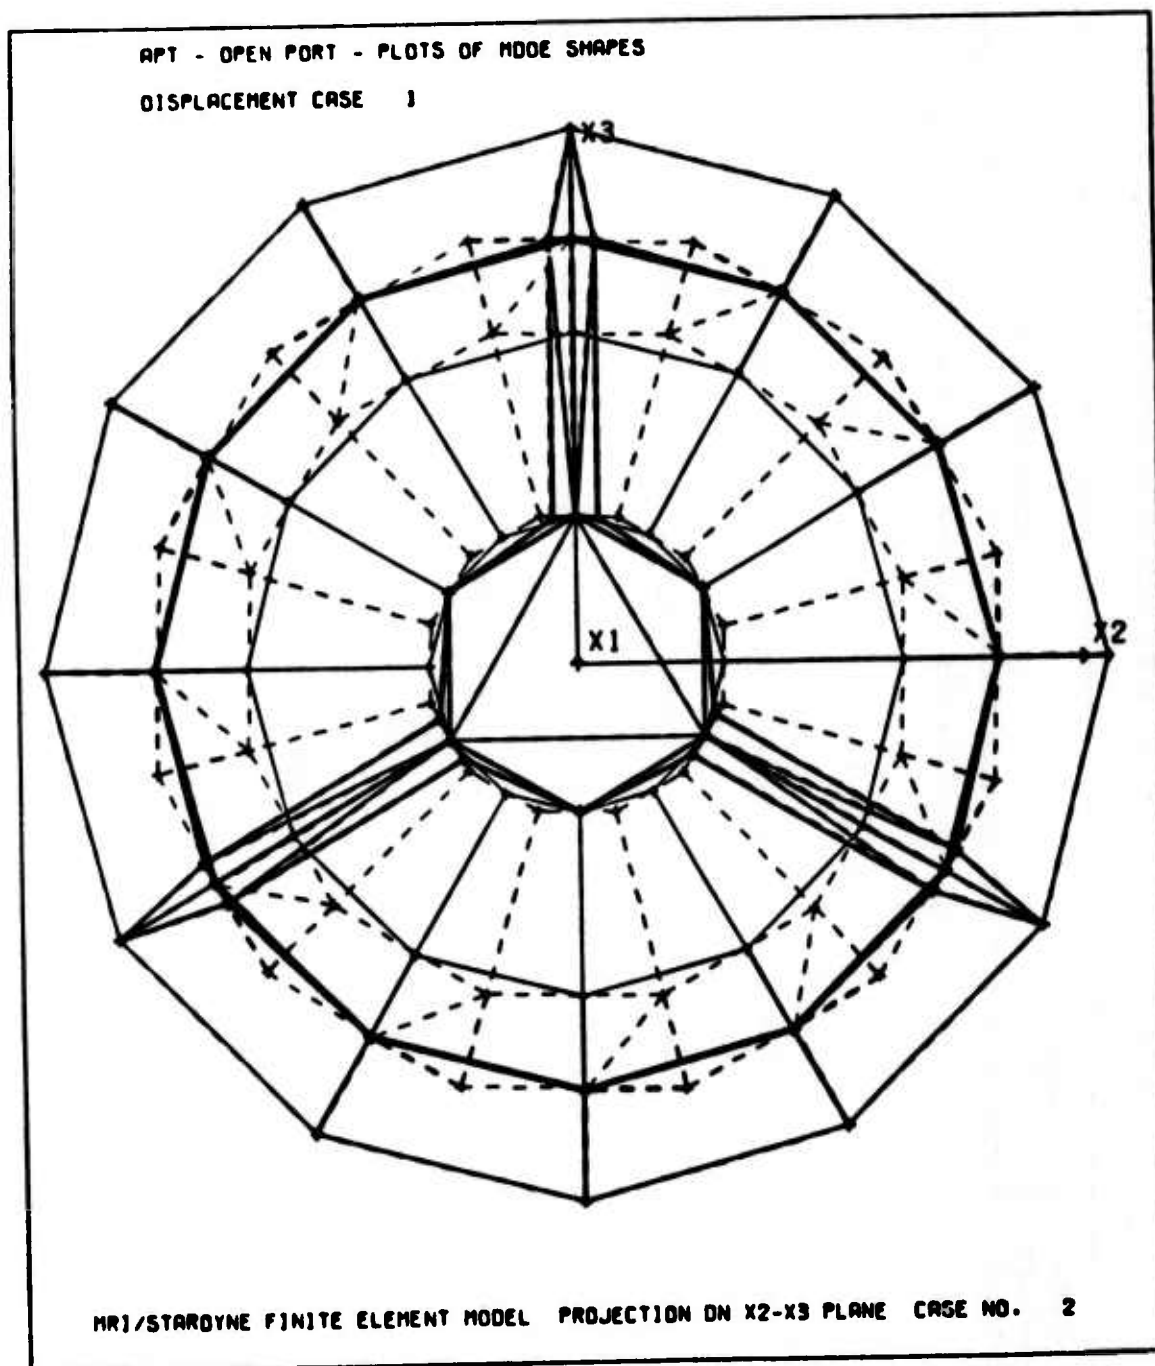 APT - OPEN PORT - PLOTS OF MODE SHAPES
DISPLACEMENT CASE 1
X3
X1
X2
MRI/STARDYNE FINITE ELEMENT MODEL PROJECTION ON X2-X3 PLANE CASE NO. 2